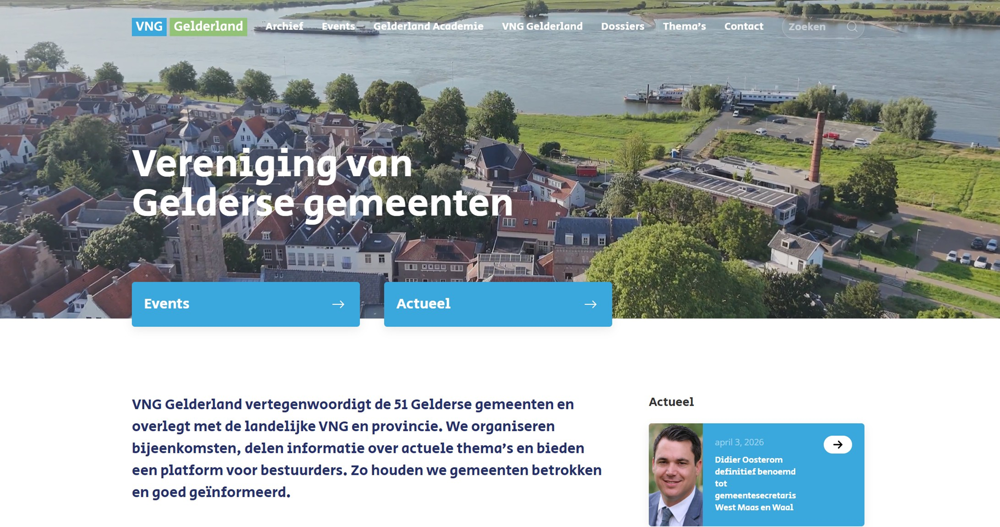 VNG Gelderland Archief Events Gelderland Academie VNG Gelderland Dossiers Thema's Contact Zoeken
SLURINK
Vereniging van
Gelderse gemeenten
Events
Actueel
VNG Gelderland vertegenwoordigt de 51 Gelderse gemeenten en
overlegt met de landelijke VNG en provincie. We organiseren
bijeenkomsten, delen informatie over actuele thema's en bieden
een platform voor bestuurders. Zo houden we gemeenten betrokken
en goed geïnformeerd.
Actueel
april 3, 2026
Didier Oosterom
definitief benoemd
tot
gemeentesecretaris
West Maas en Waal